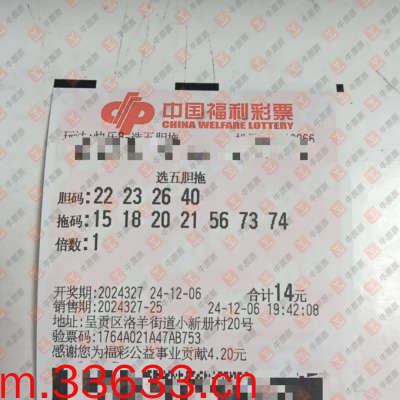 中国福利彩票
CHINA WELFARE LOTTERY
选五胆拖
胆码:22 23 26 40
拖码:15 18 20 21 56 73 74
倍数:1
开奖期:2024327 24-12-06 合计14元
销售期:2024327-25 24-12-06 19:42:08
地址:呈贡区洛羊街道小新册村20号
验票码:1764A021A47AB753
感谢您为福彩公益事业贡献4.20元
m.33633.cn